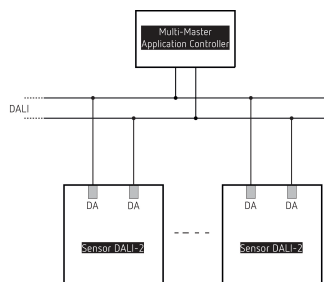 Multi-Master
Application Controller
DALI
DA
DA
DA
DA
Sensor DALI-2
Sensor DALI-2